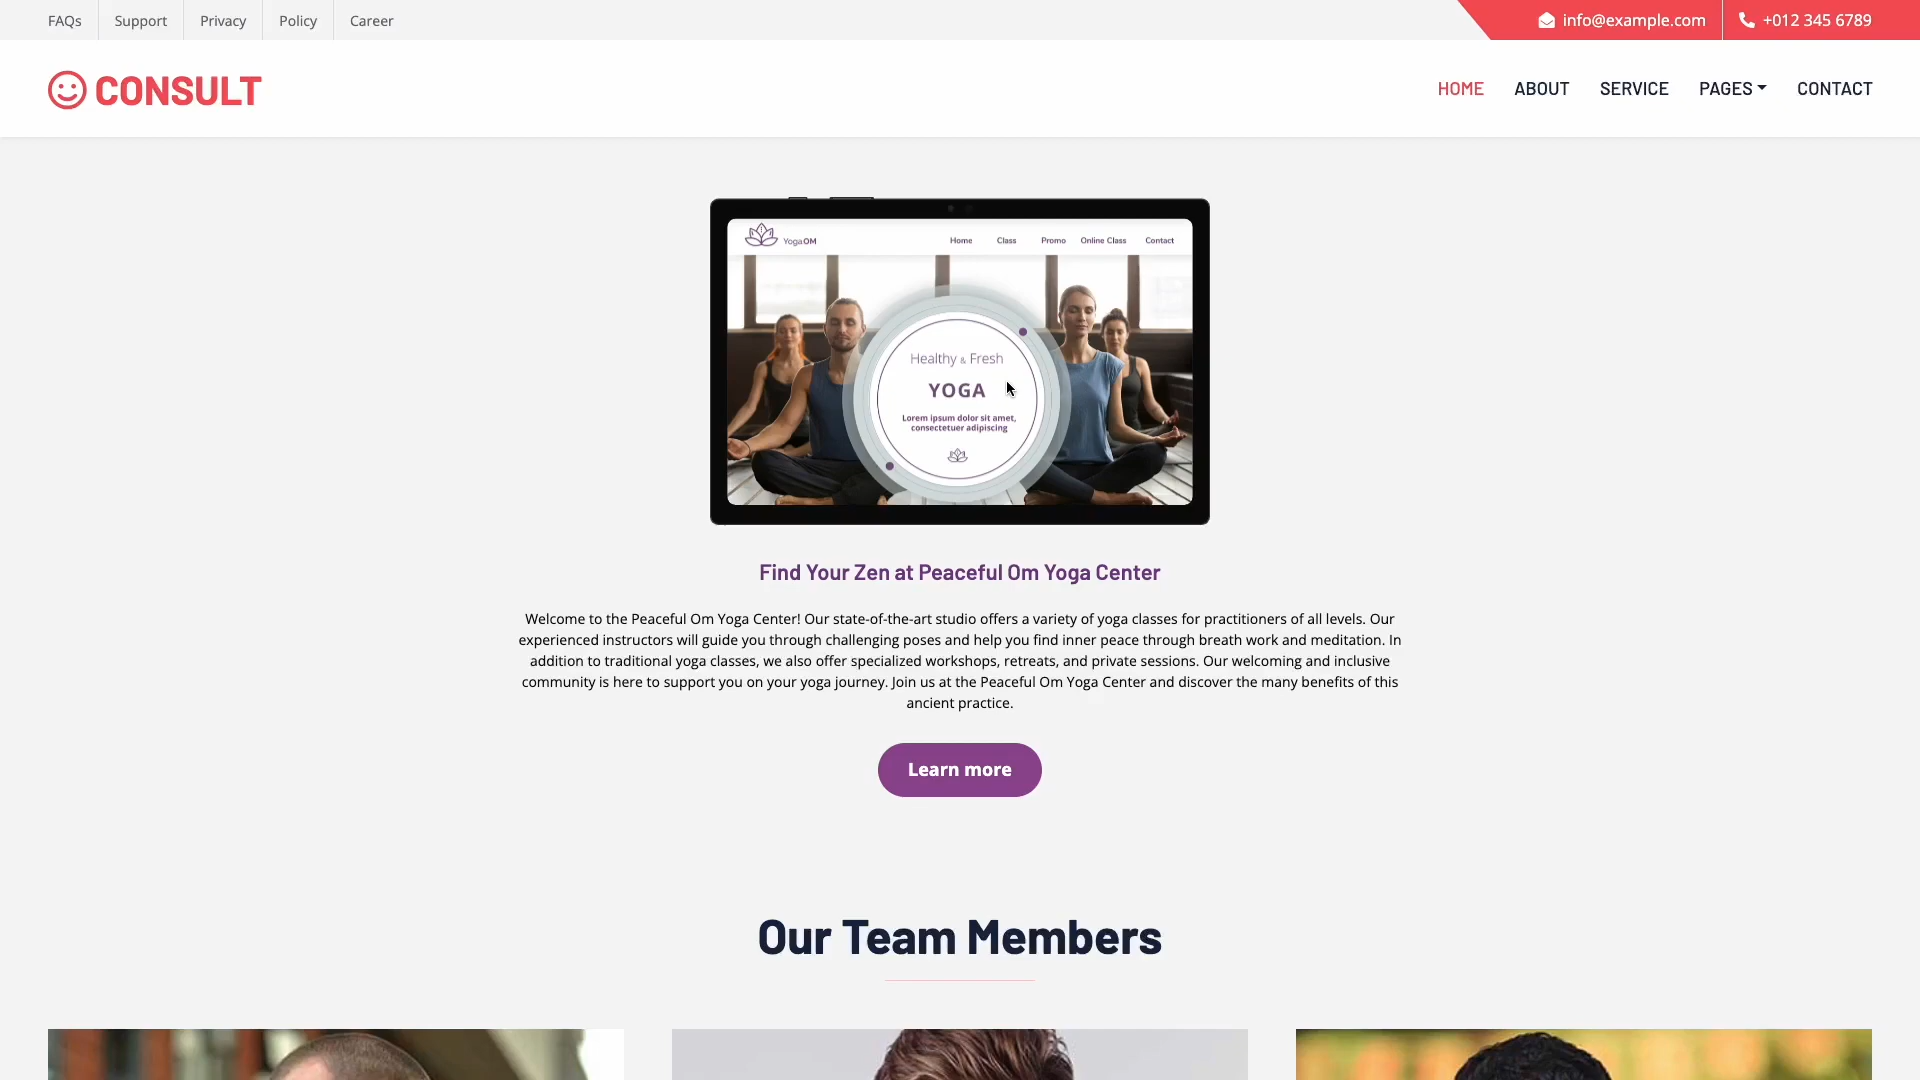 FAQs Support Privacy Policy Career info@example.com +012 345 6789
CONSULT HOME ABOUT SERVICE PAGES CONTACT
YogaOM Home Class Promo Online Class Contact
Healthy & Fresh
YOGA
Lorem ipsum dolor sit amet,
consectetuer adipiscing
Find Your Zen at Peaceful Om Yoga Center
Welcome to the Peaceful Om Yoga Center! Our state-of-the-art studio offers a variety of yoga classes for practitioners of all levels. Our
experienced instructors will guide you through challenging poses and help you find inner peace through breath work and meditation. In
addition to traditional yoga classes, we also offer specialized workshops, retreats, and private sessions. Our welcoming and inclusive
community is here to support you on your yoga journey. Join us at the Peaceful Om Yoga Center and discover the many benefits of this
ancient practice.
Learn more
Our Team Members